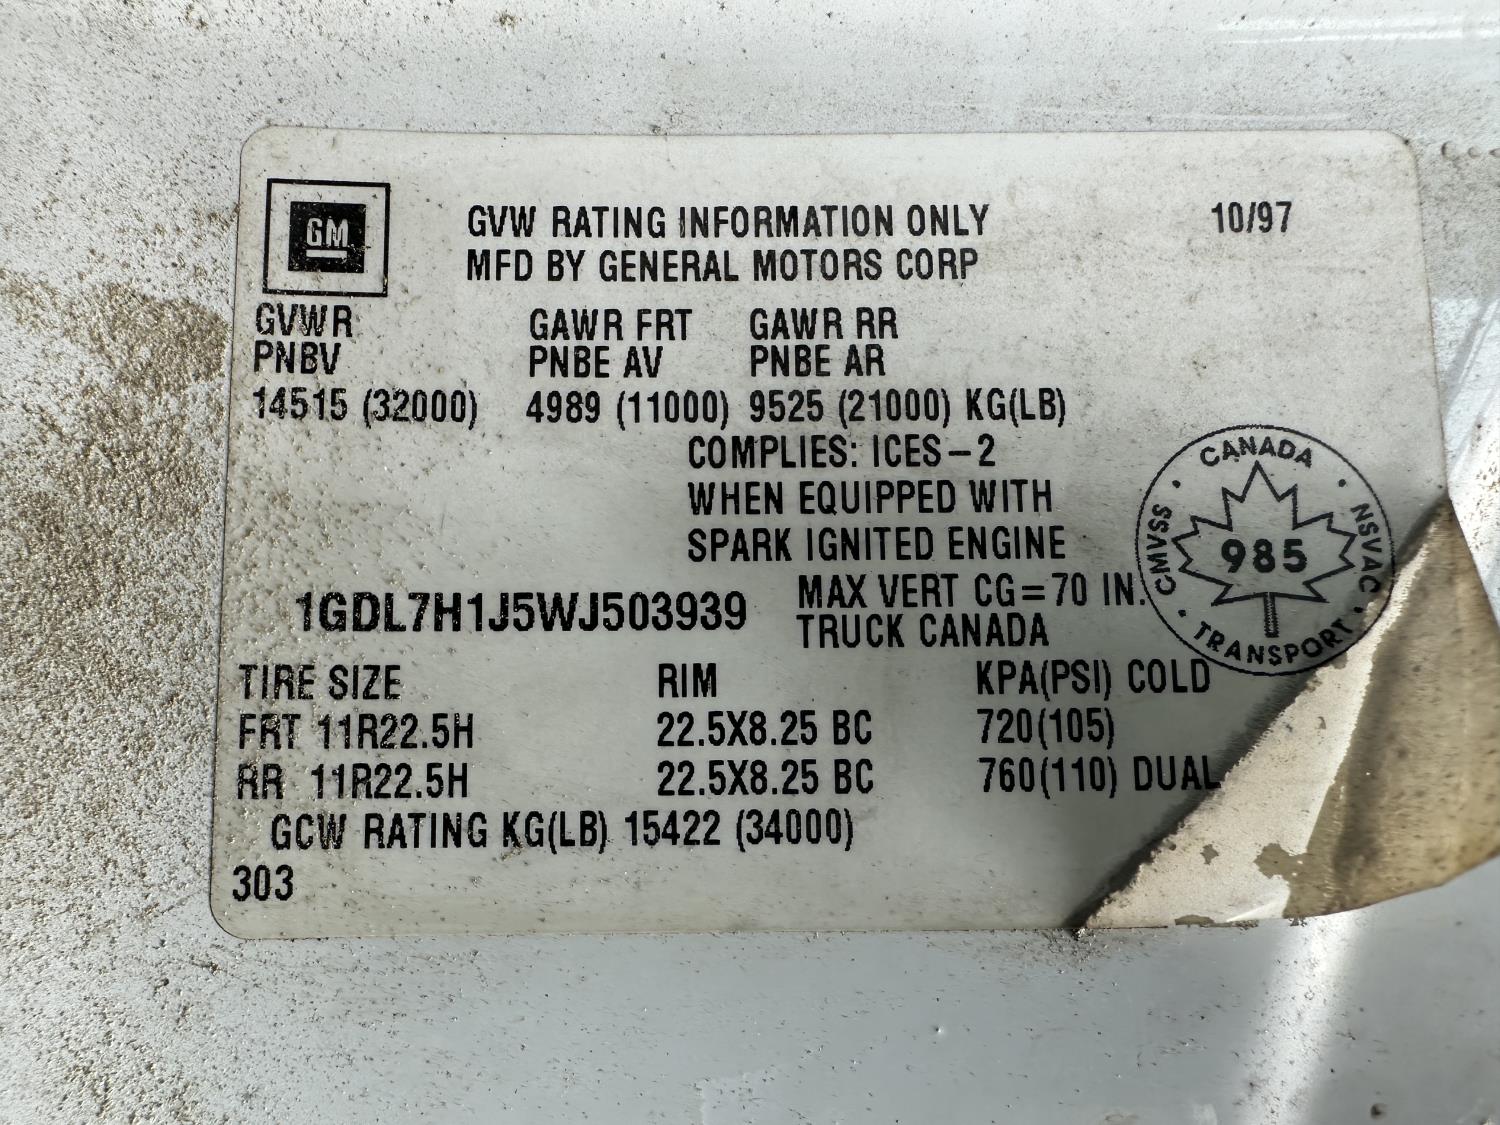 GM
GVW RATING INFORMATION ONLY 10/97
MFD BY GENERAL MOTORS CORP
GVWR GAWR FRT GAWR RR
PNBV PNBE AV PNBE AR
14515 (32000) 4989 (11000) 9525 (21000) KG(LB)
COMPLIES: ICES-2
WHEN EQUIPPED WITH
SPARK IGNITED ENGINE
1GDL7H1J5WJ503939 MAX VERT CG=70 IN.
TRUCK CANADA
CANADA
CMVSS · 985 · NSVAC
· TRANSPORT ·
TIRE SIZE RIM KPA(PSI) COLD
FRT 11R22.5H 22.5X8.25 BC 720(105)
RR 11R22.5H 22.5X8.25 BC 760(110) DUAL
GCW RATING KG(LB) 15422 (34000)
303